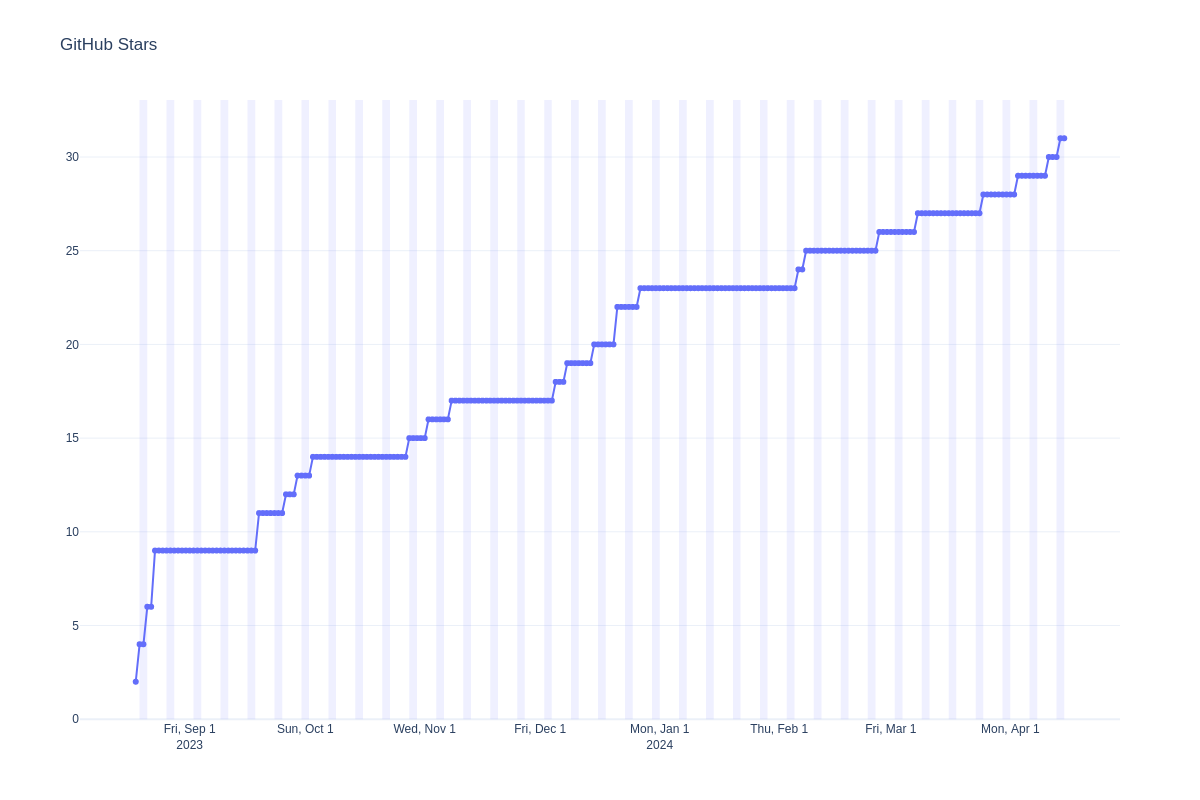 GitHub Stars
30
25
20
15
10
5
0
Fri, Sep 1
2023
Sun, Oct 1
Wed, Nov 1
Fri, Dec 1
Mon, Jan 1
2024
Thu, Feb 1
Fri, Mar 1
Mon, Apr 1